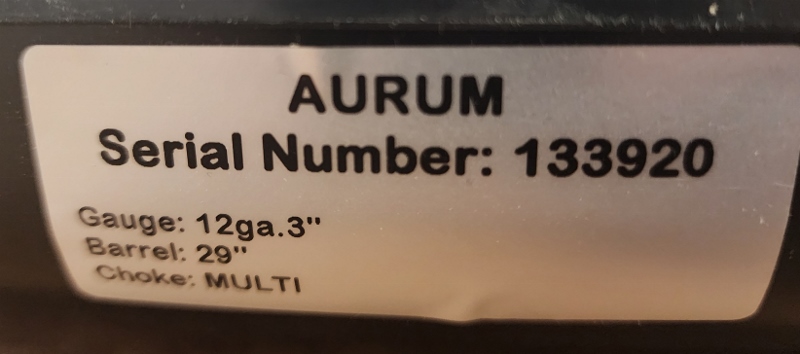 AURUM
Serial Number: 133920
Gauge: 12ga.3"
Barrel: 29"
Choke: MULTI